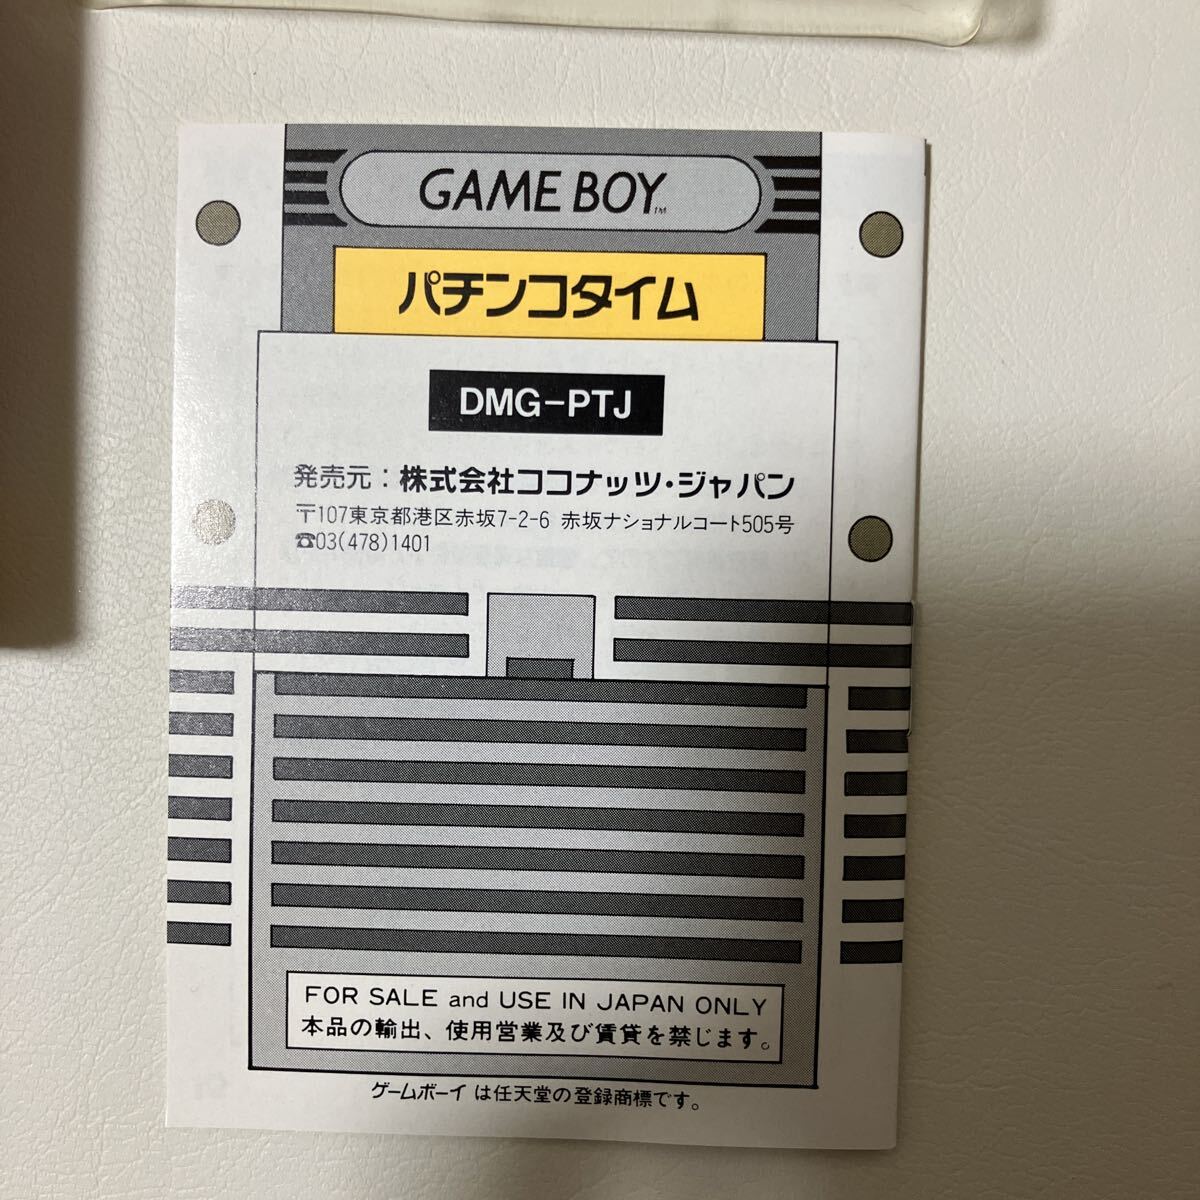 GAME BOY™
パチンコタイム
DMG-PTJ
発売元：株式会社ココナッツ・ジャパン
〒107東京都港区赤坂7-2-6 赤坂ナショナルコート505号
☎03(478)1401
FOR SALE and USE IN JAPAN ONLY
本品の輸出、使用営業及び賃貸を禁じます。
ゲームボーイ は任天堂の登録商標です。